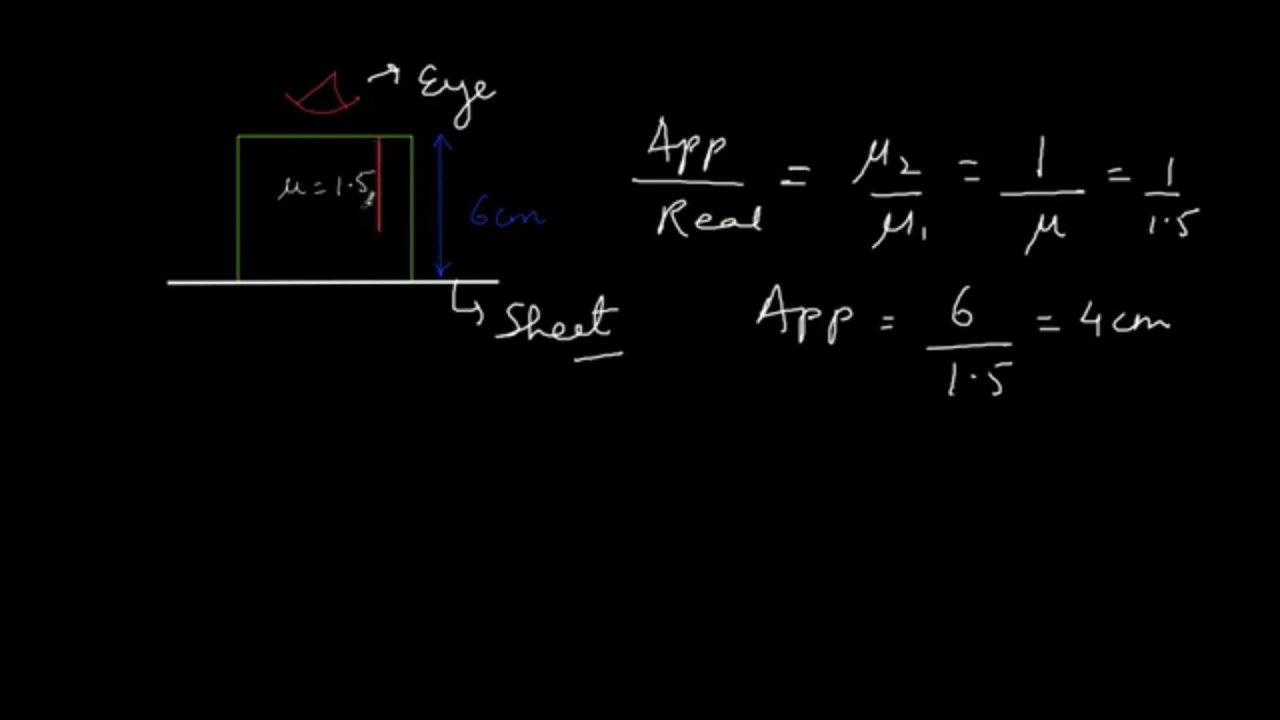 → Eye
μ = 1.5
6cm
Sheet
App/Real = μ₂/μ₁ = 1/μ = 1/1.5
App = 6/1.5 = 4cm